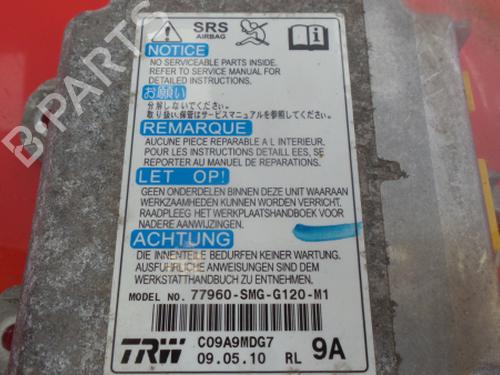 SRS
AIRBAG
NOTICE
NO SERVICEABLE PARTS INSIDE.
REFER TO SERVICE MANUAL FOR
DETAILED INSTRUCTIONS.
お願い
分解しないでください。
取り扱い、保管はサービスマニュアルを参照してください。
REMARQUE
AUCUNE PIECE REPARABLE A L INTERIEUR.
POUR LES INSTRUCTIONS DETAILL EES, SE
REPORTER AU MANUEL DE REPARATIONS.
LET OP!
GEEN ONDERDELEN BINNEN DEZE UNIT WAARAAN
WERKZAAMHEDEN KUNNEN WORDEN VERRICHT.
RAADPLEEG HET WERKPLAATSHANDBOEK VOOR
NADERE AANWIJZINGEN.
ACHTUNG
DIE INNENTEILE BEDURFEN KEINER WARTUNG.
AUSFUHRLICHE ANWEISUNGEN SIND DEM
WERKSTATTHANDBUCH ZU ENTNEHMEN.
MODEL NO. 77960-SMG-G120-M1
TRW C09A9MDG7
09.05.10 RL 9A
B-PARTS